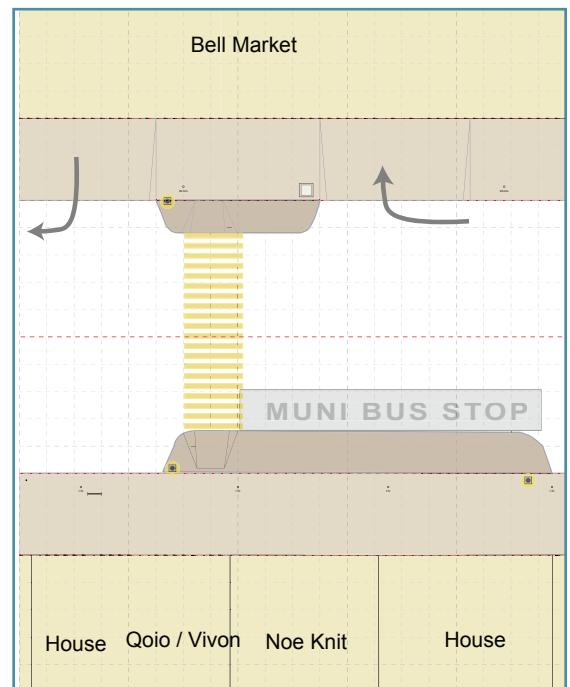 Bell Market
MUNI BUS STOP
House
Qoio / Vivon
Noe Knit
House